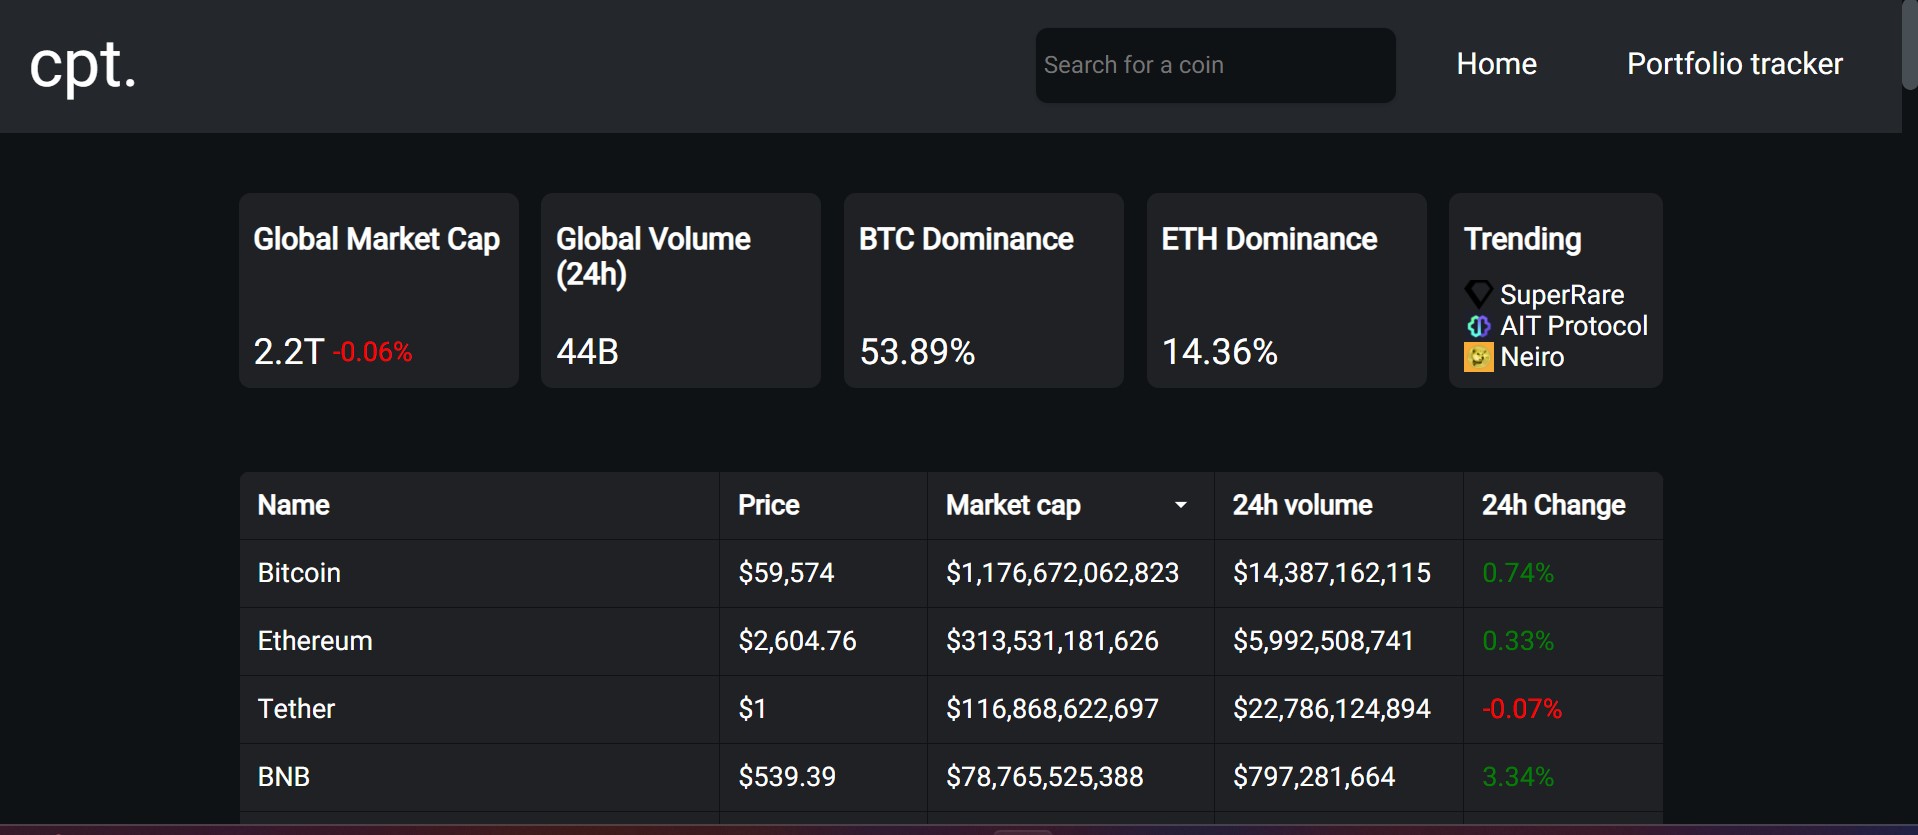 cpt.
Search for a coin
Home
Portfolio tracker
Global Market Cap
2.2T -0.06%
Global Volume
(24h)
44B
BTC Dominance
53.89%
ETH Dominance
14.36%
Trending
SuperRare
AIT Protocol
Neiro
Name Price Market cap 24h volume 24h Change
Bitcoin $59,574 $1,176,672,062,823 $14,387,162,115 0.74%
Ethereum $2,604.76 $313,531,181,626 $5,992,508,741 0.33%
Tether $1 $116,868,622,697 $22,786,124,894 -0.07%
BNB $539.39 $78,765,525,388 $797,281,664 3.34%